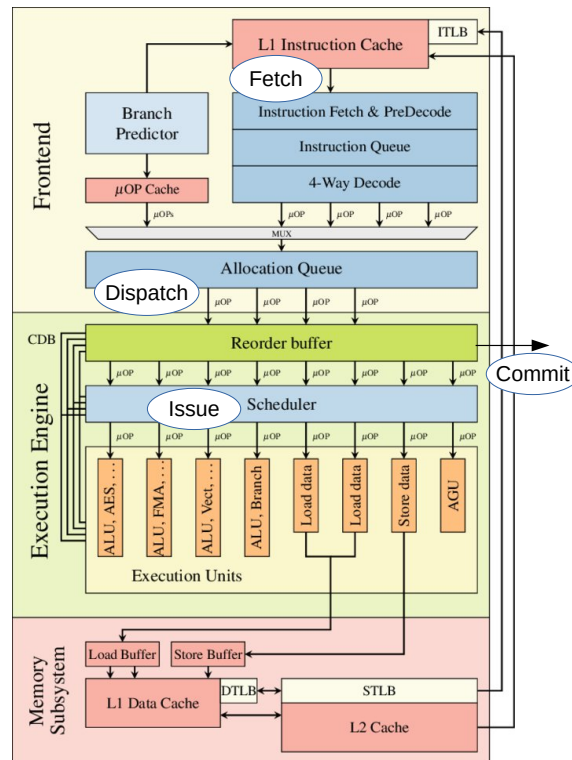 ITLB
L1 Instruction Cache
Fetch
Branch
Predictor
Instruction Fetch & PreDecode
Instruction Queue
4-Way Decode
μOP Cache
μOPs
μOP
μOP
μOP
μOP
MUX
Allocation Queue
Frontend
Dispatch
μOP
μOP
μOP
μOP
CDB
Reorder buffer
Commit
μOP
μOP
μOP
μOP
μOP
μOP
μOP
μOP
Issue
Scheduler
μOP
μOP
μOP
μOP
μOP
μOP
μOP
μOP
ALU, AES, . . .
ALU, FMA, . . .
ALU, Vect, . . .
ALU, Branch
Load data
Load data
Store data
AGU
Execution Units
Execution Engine
Load Buffer
Store Buffer
L1 Data Cache
DTLB
STLB
L2 Cache
Memory
Subsystem